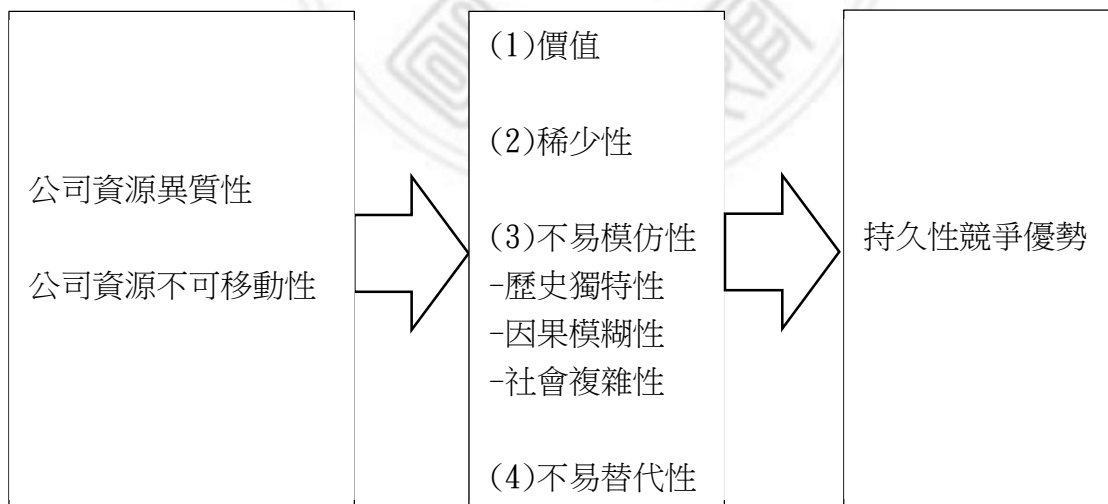 公司資源異質性
公司資源不可移動性
(1)價值
(2)稀少性
(3)不易模仿性
-歷史獨特性
-因果模糊性
-社會複雜性
(4)不易替代性
持久性競爭優勢